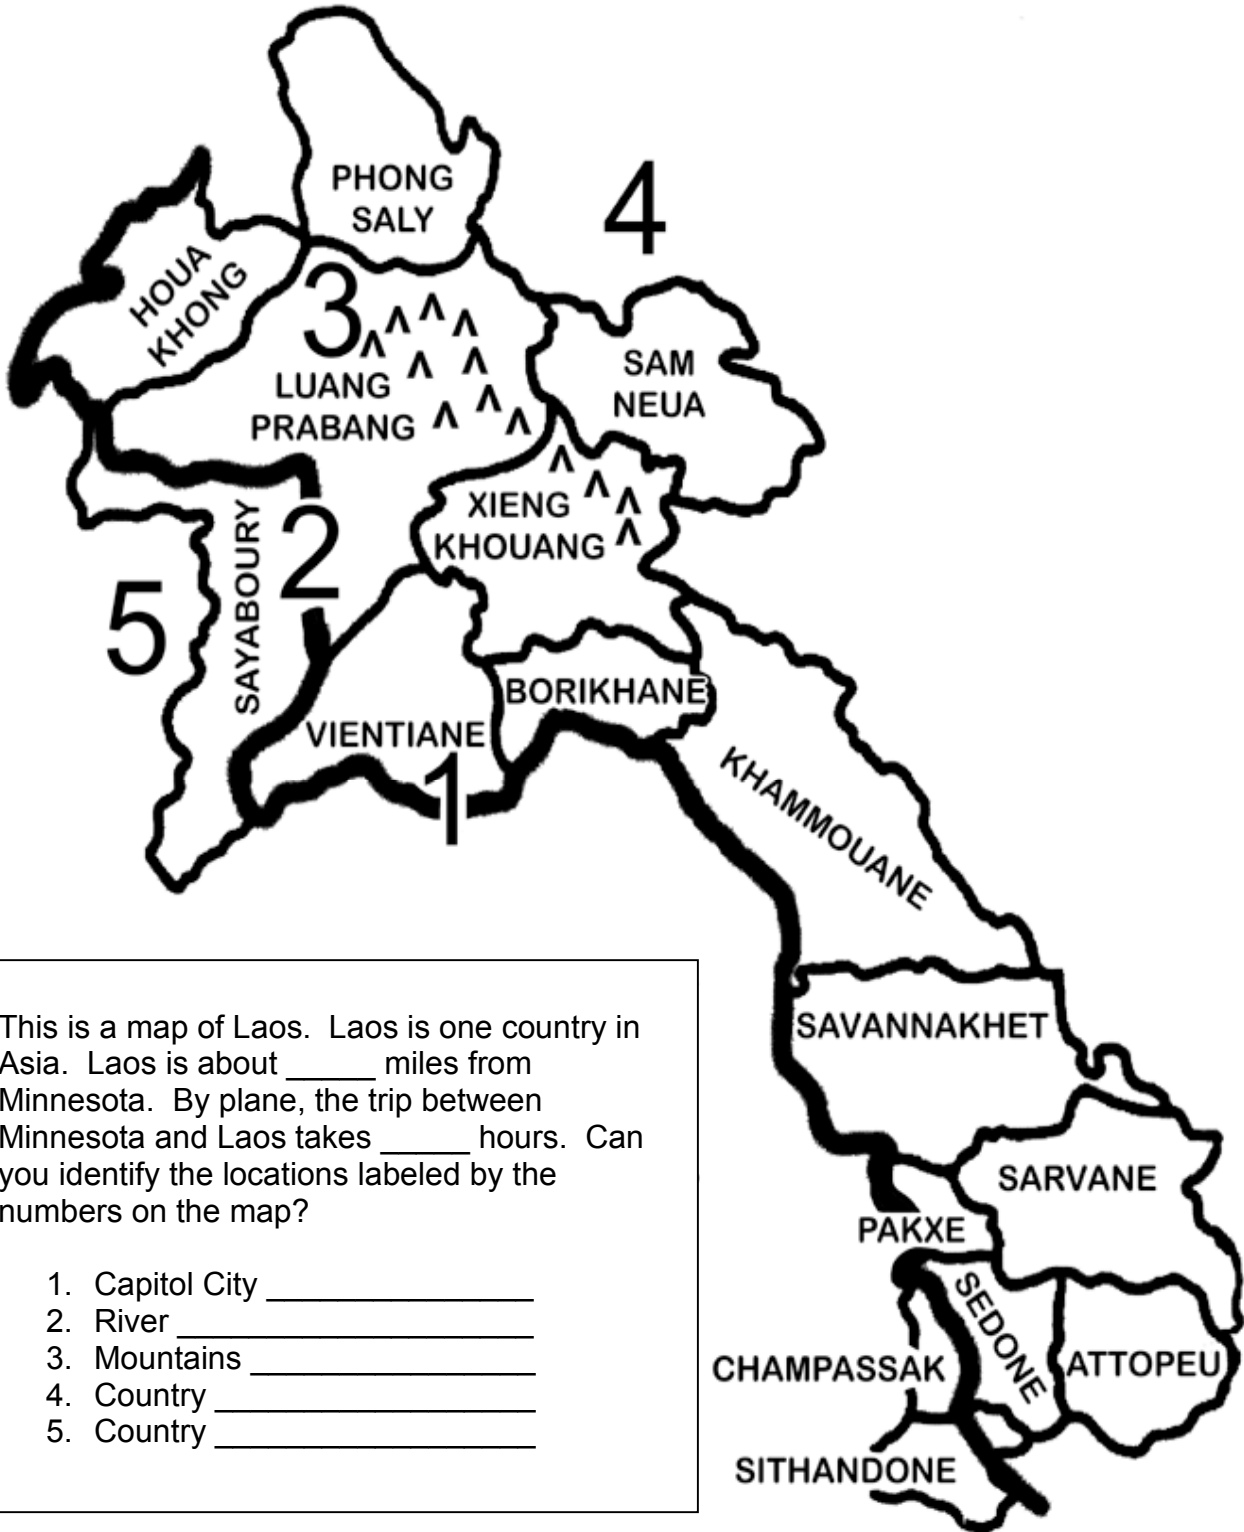 PHONG
SALY
4
HOUA
KHONG
3
LUANG
PRABANG
SAM
NEUA
XIENG
KHOUANG
2
SAYABOURY
5
BORIKHANE
VIENTIANE
1
KHAMMOUANE
This is a map of Laos.  Laos is one country in
Asia.  Laos is about _____ miles from
Minnesota.  By plane, the trip between
Minnesota and Laos takes _____ hours.  Can
you identify the locations labeled by the
numbers on the map?
1. Capitol City _______________
2. River ____________________
3. Mountains ________________
4. Country __________________
5. Country __________________
SAVANNAKHET
SARVANE
PAKXE
SEDONE
CHAMPASSAK
ATTOPEU
SITHANDONE